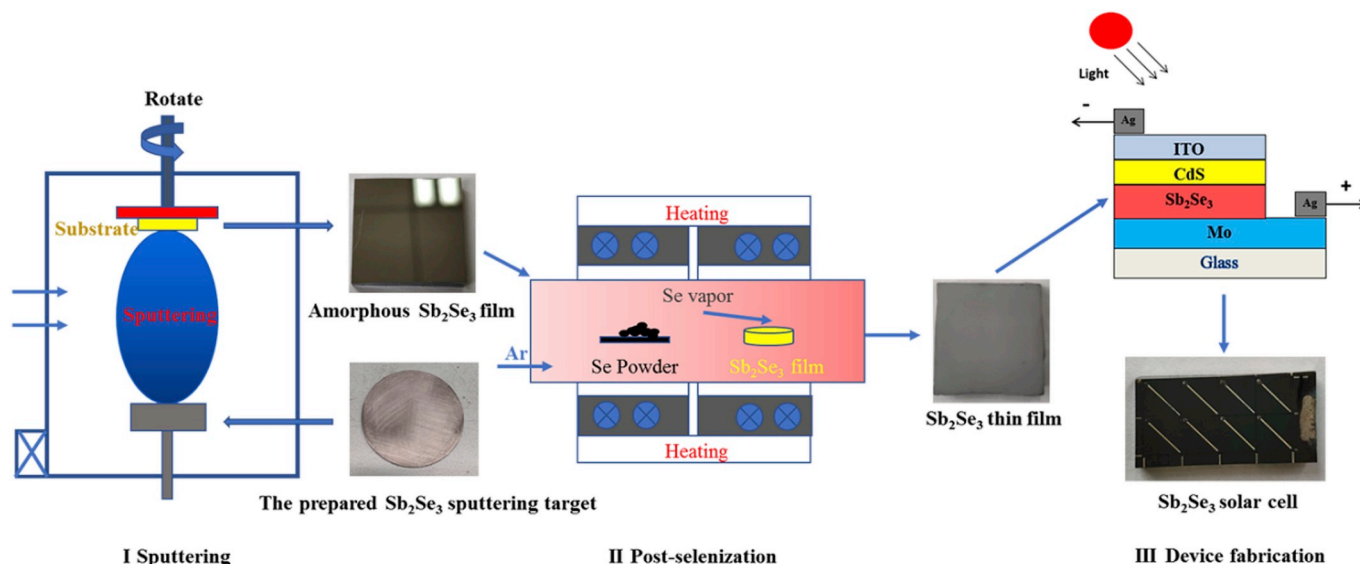 Rotate
Substrate
Sputtering
Amorphous Sb₂Se₃ film
The prepared Sb₂Se₃ sputtering target
I Sputtering
Heating
Se vapor
Ar
Se Powder
Sb₂Se₃ film
Heating
II Post-selenization
Sb₂Se₃ thin film
Light
-
Ag
ITO
CdS
Sb₂Se₃
+
Ag
Mo
Glass
Sb₂Se₃ solar cell
III Device fabrication